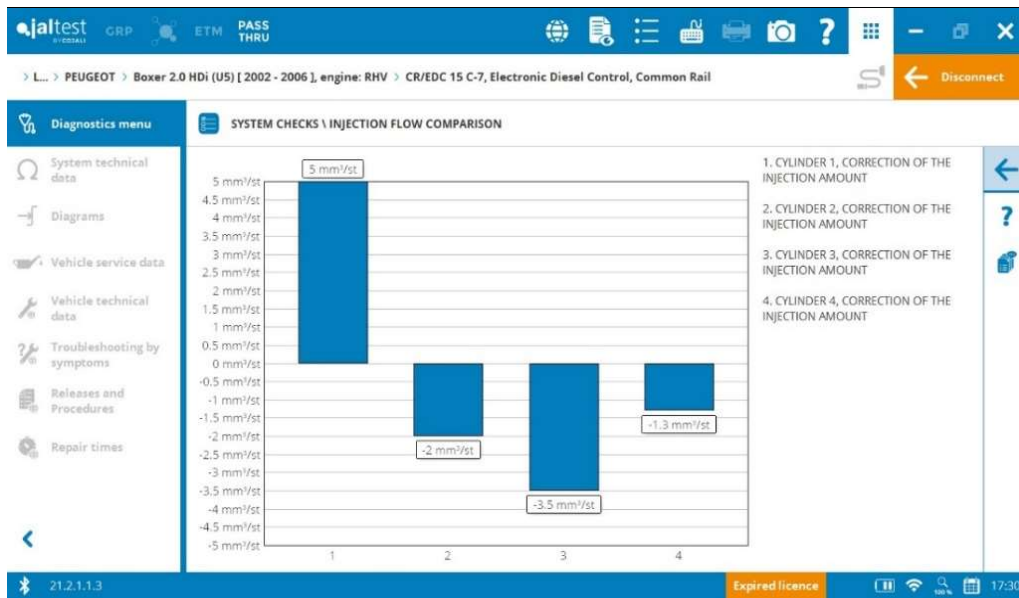 jaltest
BY COJALI
GRP
ETM
PASS
THRU
?
> L... > PEUGEOT > Boxer 2.0 HDi (U5) [ 2002 - 2006 ], engine: RHV > CR/EDC 15 C-7, Electronic Diesel Control, Common Rail
Disconnect
Diagnostics menu
System technical
data
Diagrams
Vehicle service data
Vehicle technical
data
Troubleshooting by
symptoms
Releases and
Procedures
Repair times
SYSTEM CHECKS \ INJECTION FLOW COMPARISON
5 mm³/st
5 mm³/st
4.5 mm³/st
4 mm³/st
3.5 mm³/st
3 mm³/st
2.5 mm³/st
2 mm³/st
1.5 mm³/st
1 mm³/st
0.5 mm³/st
0 mm³/st
-0.5 mm³/st
-1 mm³/st
-1.5 mm³/st
-2 mm³/st
-2.5 mm³/st
-3 mm³/st
-3.5 mm³/st
-4 mm³/st
-4.5 mm³/st
-5 mm³/st
-2 mm³/st
-3.5 mm³/st
-1.3 mm³/st
1 2 3 4
1. CYLINDER 1, CORRECTION OF THE
INJECTION AMOUNT
2. CYLINDER 2, CORRECTION OF THE
INJECTION AMOUNT
3. CYLINDER 3, CORRECTION OF THE
INJECTION AMOUNT
4. CYLINDER 4, CORRECTION OF THE
INJECTION AMOUNT
?
21.2.1.1.3
Expired licence
100 %
17:30